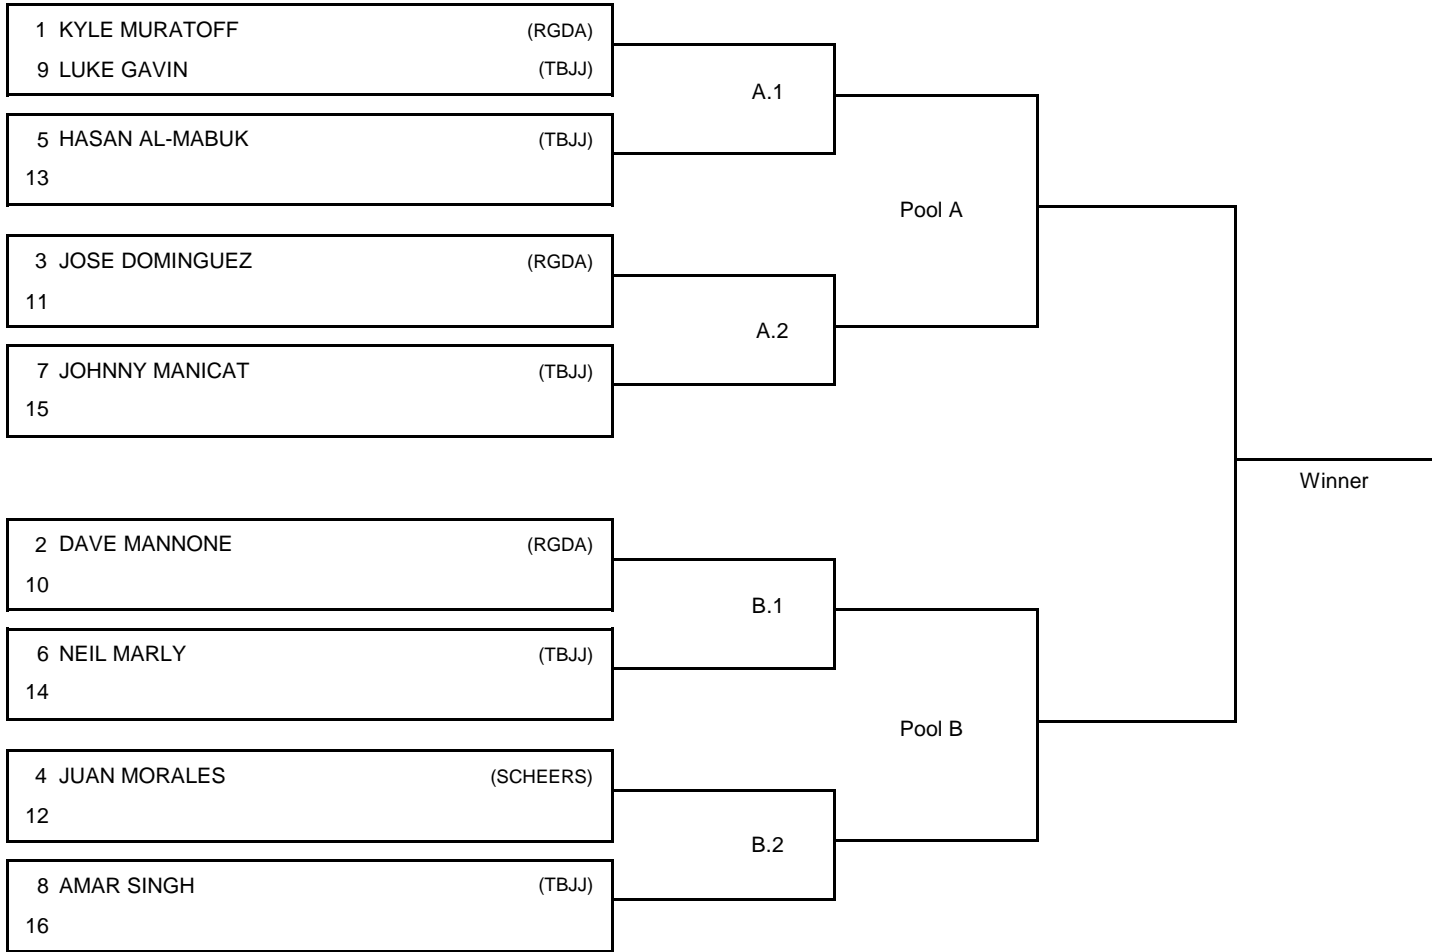 1 KYLE MURATOFF (RGDA)
9 LUKE GAVIN (TBJJ)
A.1
5 HASAN AL-MABUK (TBJJ)
13
Pool A
3 JOSE DOMINGUEZ (RGDA)
11
A.2
7 JOHNNY MANICAT (TBJJ)
15
Winner
2 DAVE MANNONE (RGDA)
10
B.1
6 NEIL MARLY (TBJJ)
14
Pool B
4 JUAN MORALES (SCHEERS)
12
B.2
8 AMAR SINGH (TBJJ)
16